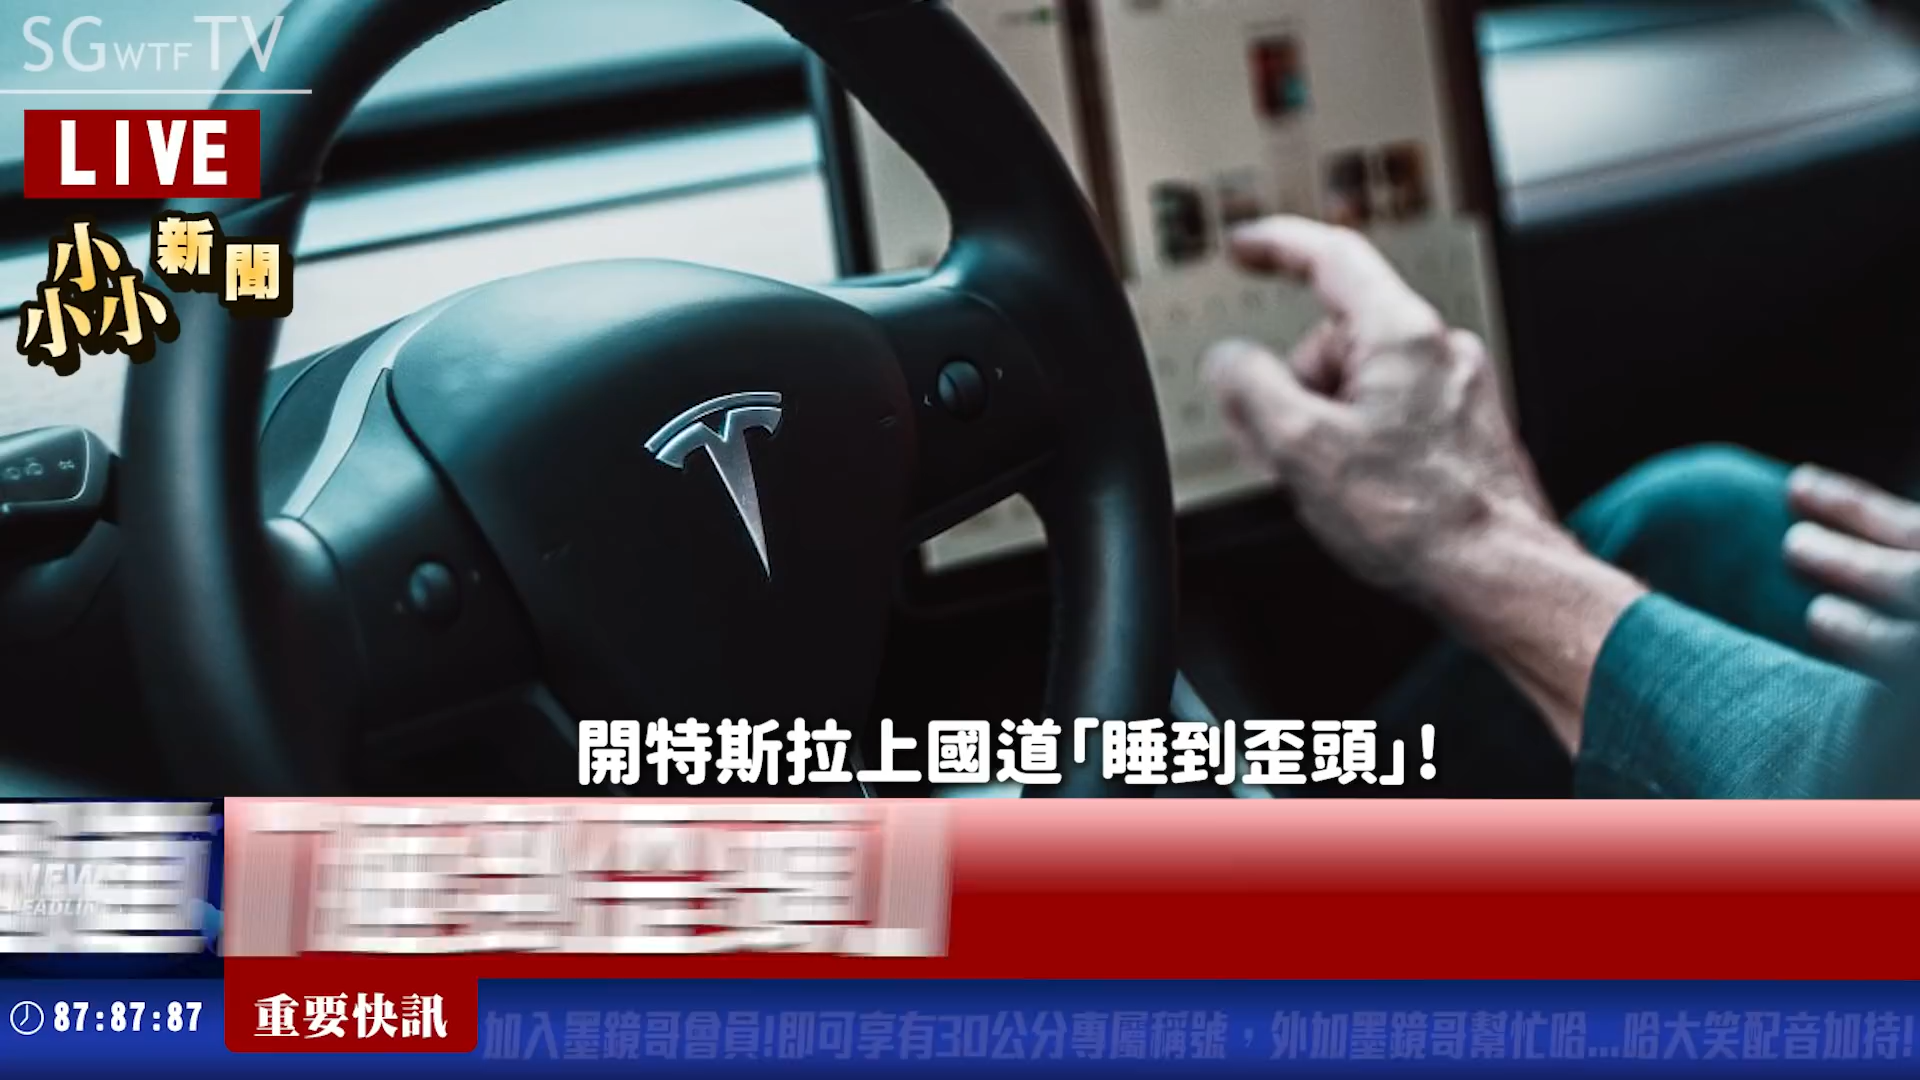 SGWTFTV
LIVE
小小小新聞
開特斯拉上國道「睡到歪頭」!
87:87:87
重要快訊
加入墨鏡哥會員!即可享有30公分專屬稱號，外加墨鏡哥幫忙哈...哈大笑配音加持!